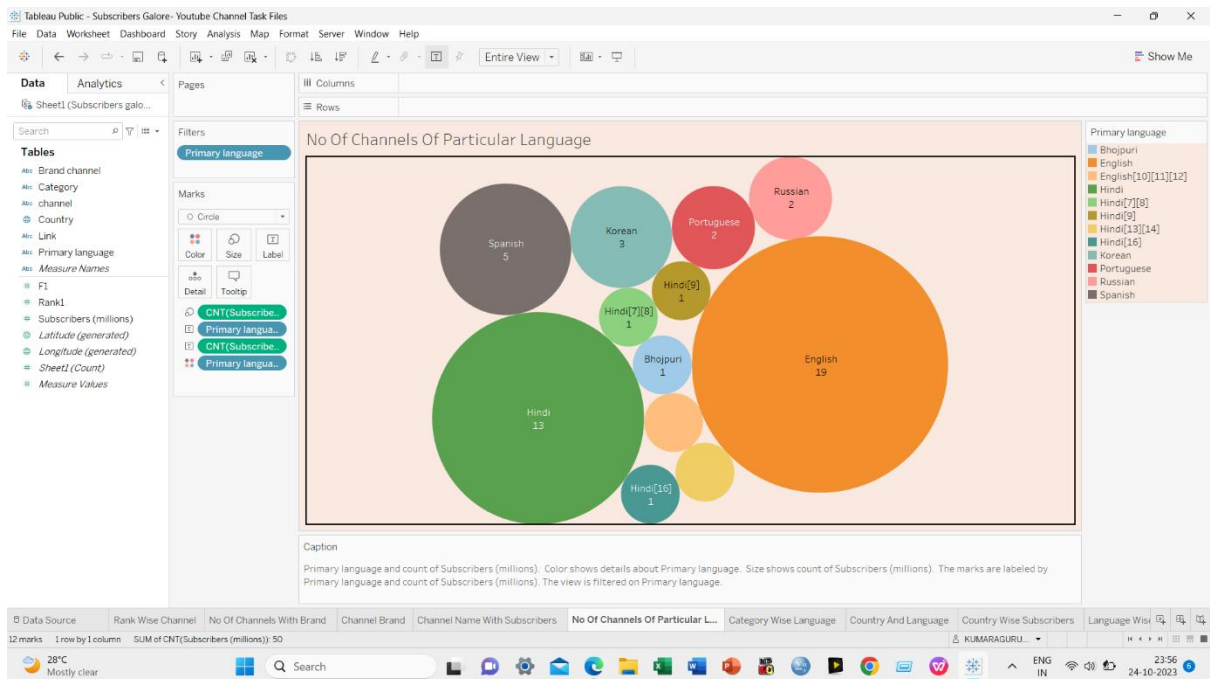 Tableau Public - Subscribers Galore- Youtube Channel Task Files
File Data Worksheet Dashboard Story Analysis Map Format Server Window Help
Entire View
Show Me
Data Analytics
Sheet1 (Subscribers galo...
Search
Tables
Abc Brand channel
Abc Category
Abc channel
Country
Abc Link
Abc Primary language
Abc Measure Names
# F1
# Rank1
# Subscribers (millions)
Latitude (generated)
Longitude (generated)
# Sheet1 (Count)
# Measure Values
Pages
Filters
Primary language
Marks
Circle
Color Size Label
Detail Tooltip
CNT(Subscribe..
Primary langua..
CNT(Subscribe..
Primary langua..
Columns
Rows
No Of Channels Of Particular Language
Russian
2
Portuguese
2
Korean
3
Spanish
5
Hindi[9]
1
Hindi[7][8]
1
Bhojpuri
1
English
19
Hindi
13
Hindi[16]
1
Primary language
Bhojpuri
English
English[10][11][12]
Hindi
Hindi[7][8]
Hindi[9]
Hindi[13][14]
Hindi[16]
Korean
Portuguese
Russian
Spanish
Caption
Primary language and count of Subscribers (millions). Color shows details about Primary language. Size shows count of Subscribers (millions). The marks are labeled by
Primary language and count of Subscribers (millions). The view is filtered on Primary language.
Data Source Rank Wise Channel No Of Channels With Brand Channel Brand Channel Name With Subscribers No Of Channels Of Particular L... Category Wise Language Country And Language Country Wise Subscribers Language Wis
12 marks 1 row by 1 column SUM of CNT(Subscribers (millions)): 50 KUMARAGURU...
28°C
Mostly clear
Search
ENG
IN
23:56
24-10-2023
6